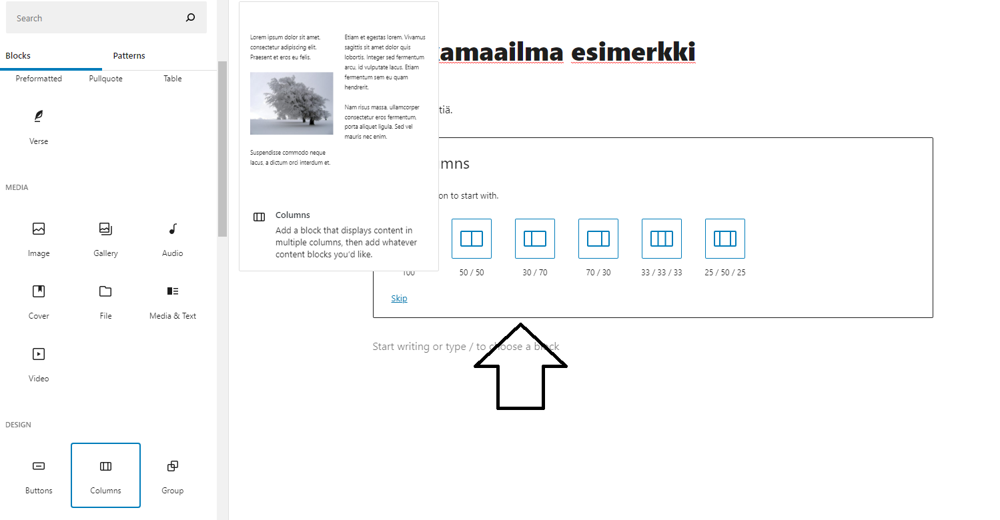 Search
Blocks
Patterns
Preformatted
Pullquote
Table
Verse
MEDIA
Image
Gallery
Audio
Cover
File
Media & Text
Video
DESIGN
Buttons
Columns
Group
Lorem ipsum dolor sit amet,
consectetur adipiscing elit.
Praesent et eros eu felis.
Suspendisse commodo neque
lacus, a dictum orci interdum et.
Etiam et egestas lorem. Vivamus
sagittis sit amet dolor quis
lobortis. Integer sed fermentum
arcu, id vulputate lacus. Etiam
fermentum sem eu quam
hendrerit.
Nam risus massa, ullamcorper
consectetur eros fermentum,
porta aliquet ligula. Sed vel
mauris nec enim.
Columns
Add a block that displays content in
multiple columns, then add whatever
content blocks you'd like.
amaailma esimerkki
tiä.
mns
on to start with.
100
50 / 50
30 / 70
70 / 30
33 / 33 / 33
25 / 50 / 25
Skip
Start writing or type / to choose a block